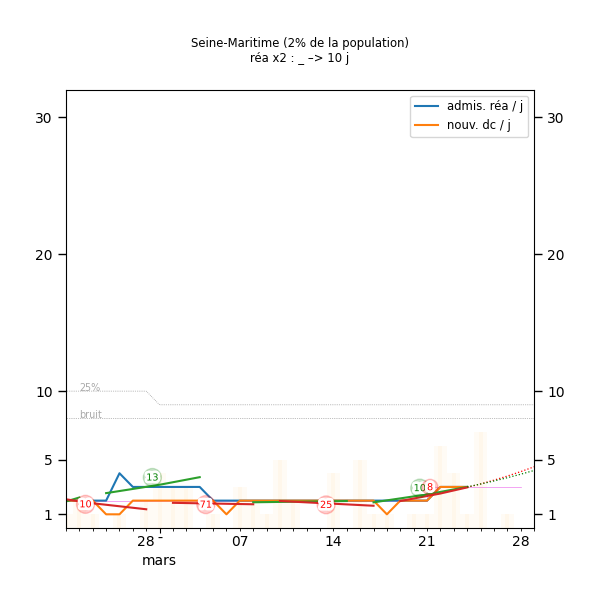 Seine-Maritime (2% de la population)
réa x2 : _ –> 10 j
admis. réa / j
nouv. dc / j
30 30
20 20
10 10
25%
bruit
5 5
13
10 71 25 10 8
1 1
28 - 07 14 21 28
mars